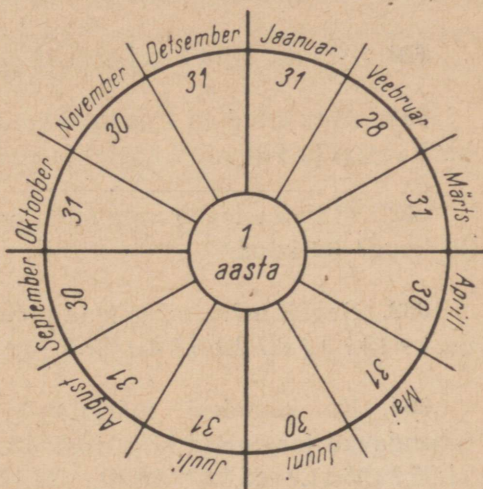 Jaanuar
31
Veebruar
28
Märts
31
Aprill
30
Mai
31
Juuni
30
Juuli
31
August
31
September
30
Oktoober
31
November
30
Detsember
31
1
aasta